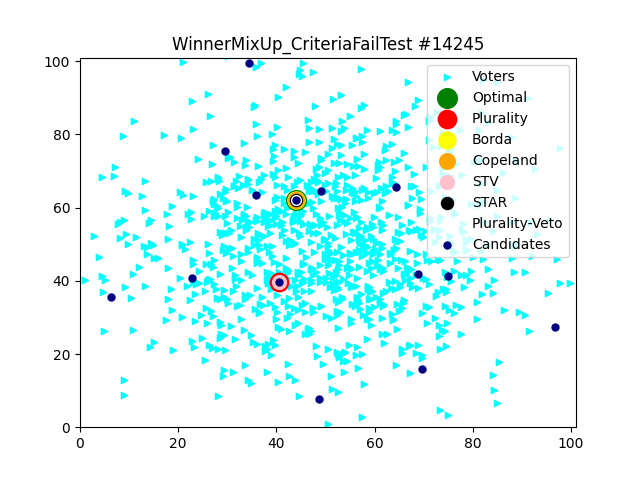 WinnerMixUp_CriteriaFailTest #14245
100
80
60
40
20
0
0 20 40 60 80 100
Voters
Optimal
Plurality
Borda
Copeland
STV
STAR
Plurality-Veto
Candidates